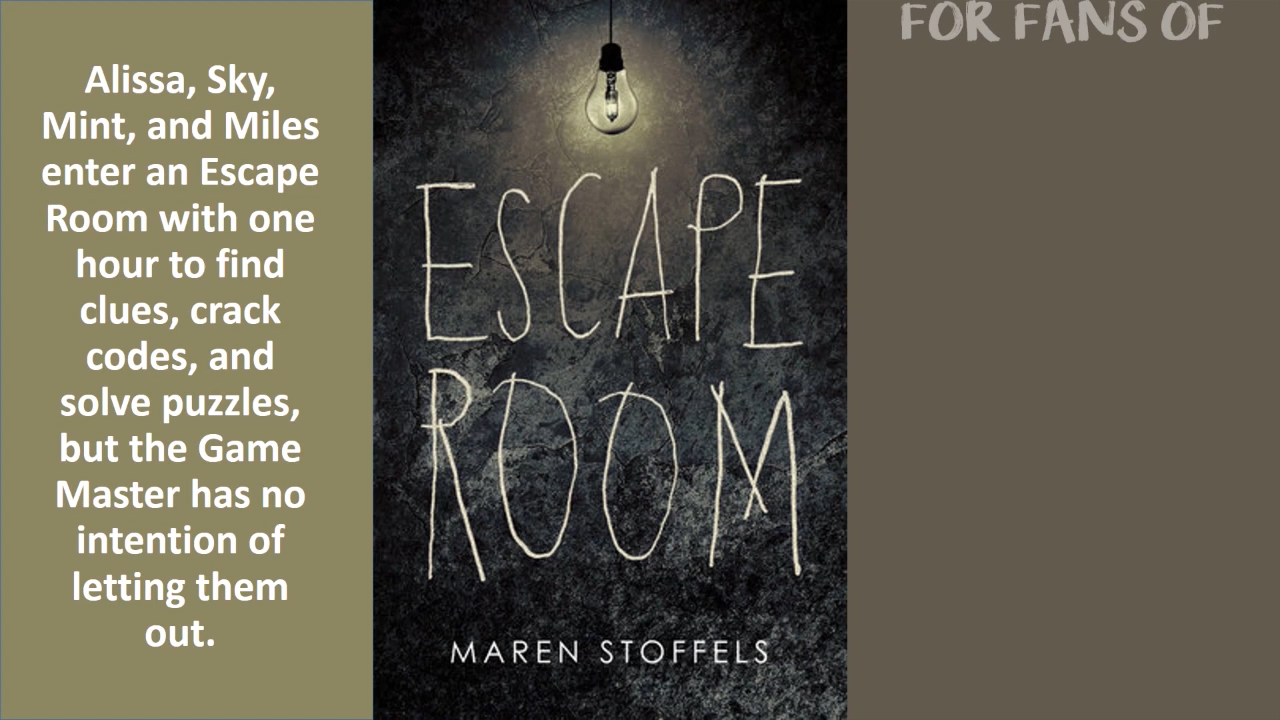 Alissa, Sky,
Mint, and Miles
enter an Escape
Room with one
hour to find
clues, crack
codes, and
solve puzzles,
but the Game
Master has no
intention of
letting them
out.
ESCAPE
ROOM
MAREN STOFFELS
FOR FANS OF